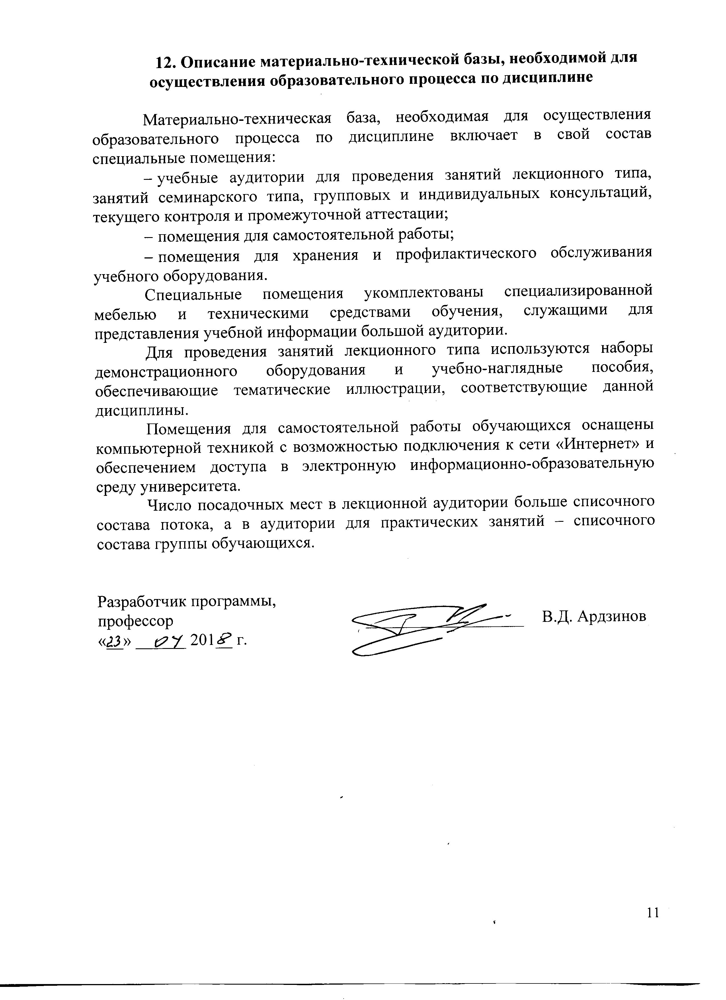 12. Описание материально-технической базы, необходимой для
осуществления образовательного процесса по дисциплине
Материально-техническая база, необходимая для осуществления
образовательного процесса по дисциплине включает в свой состав
специальные помещения:
– учебные аудитории для проведения занятий лекционного типа,
занятий семинарского типа, групповых и индивидуальных консультаций,
текущего контроля и промежуточной аттестации;
– помещения для самостоятельной работы;
– помещения для хранения и профилактического обслуживания
учебного оборудования.
Специальные помещения укомплектованы специализированной
мебелью и техническими средствами обучения, служащими для
представления учебной информации большой аудитории.
Для проведения занятий лекционного типа используются наборы
демонстрационного оборудования и учебно-наглядные пособия,
обеспечивающие тематические иллюстрации, соответствующие данной
дисциплины.
Помещения для самостоятельной работы обучающихся оснащены
компьютерной техникой с возможностью подключения к сети «Интернет» и
обеспечением доступа в электронную информационно-образовательную
среду университета.
Число посадочных мест в лекционной аудитории больше списочного
состава потока, а в аудитории для практических занятий – списочного
состава группы обучающихся.
Разработчик программы,
профессор
В.Д. Ардзинов
«23» 04 2018 г.
11